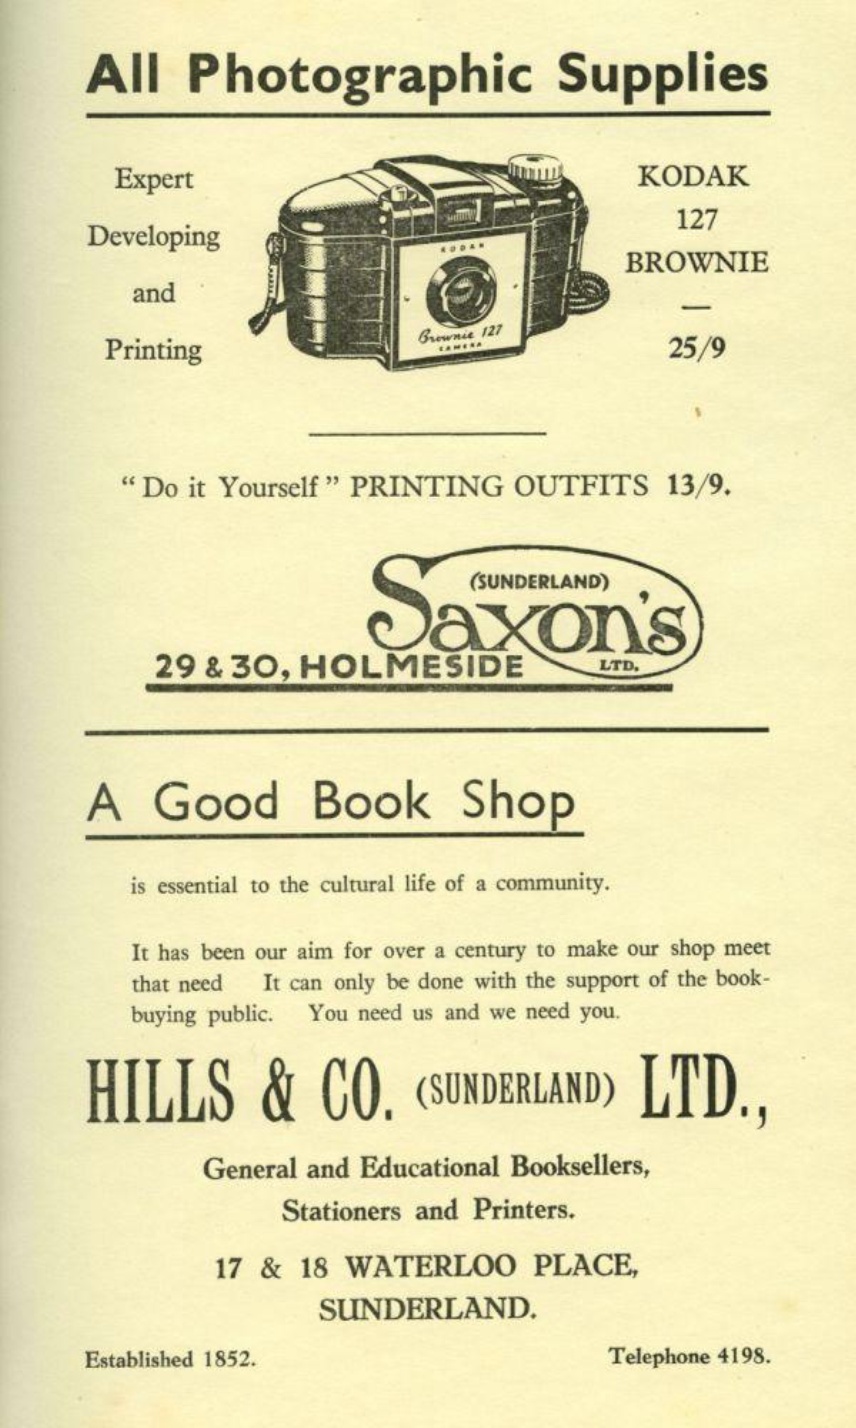 All Photographic Supplies
Expert
Developing
and
Printing
KODAK
Brownie 127
CAMERA
KODAK
127
BROWNIE
—
25/9
“Do it Yourself” PRINTING OUTFITS 13/9.
(SUNDERLAND)
Saxon's
LTD.
29 & 30, HOLMESIDE
A Good Book Shop
is essential to the cultural life of a community.
It has been our aim for over a century to make our shop meet
that need It can only be done with the support of the book-
buying public. You need us and we need you.
HILLS & CO. (SUNDERLAND) LTD.,
General and Educational Booksellers,
Stationers and Printers.
17 & 18 WATERLOO PLACE,
SUNDERLAND.
Established 1852.
Telephone 4198.